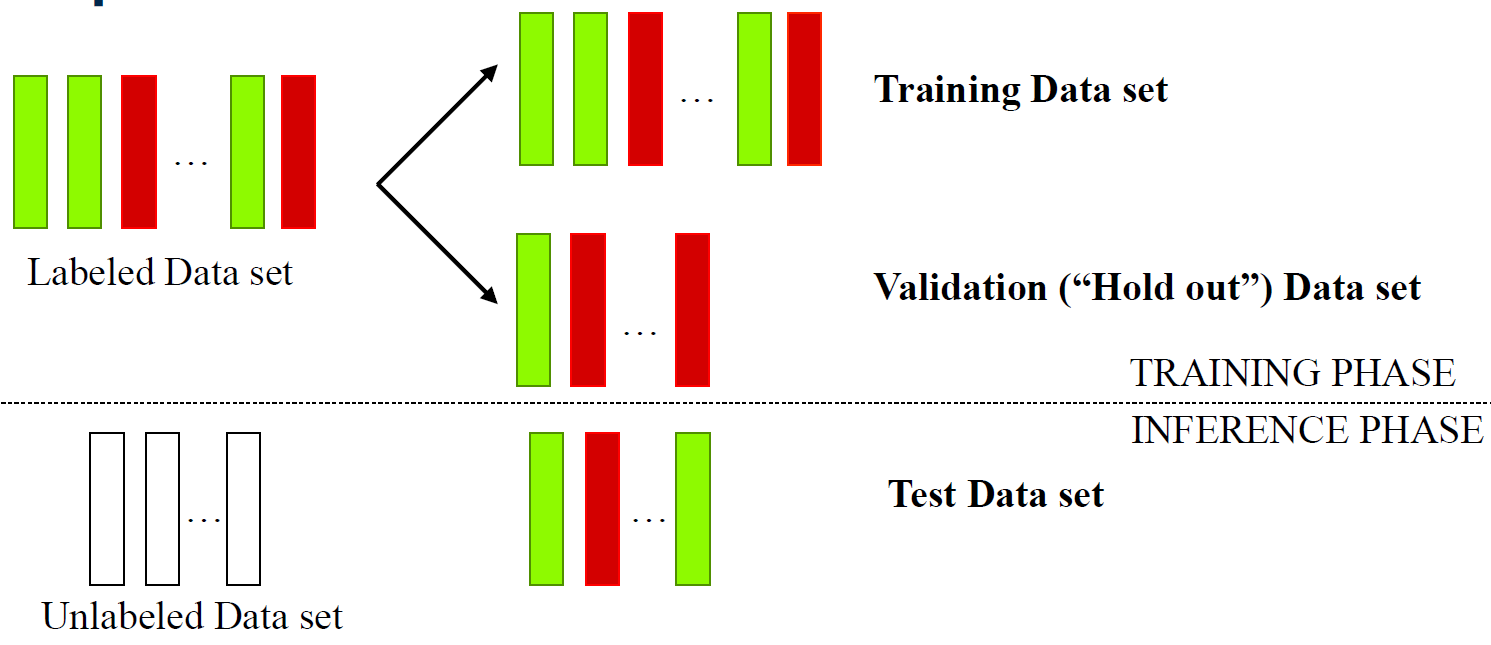 Training Data set
...
...
Labeled Data set
Validation (“Hold out”) Data set
...
TRAINING PHASE
INFERENCE PHASE
Test Data set
...
...
Unlabeled Data set